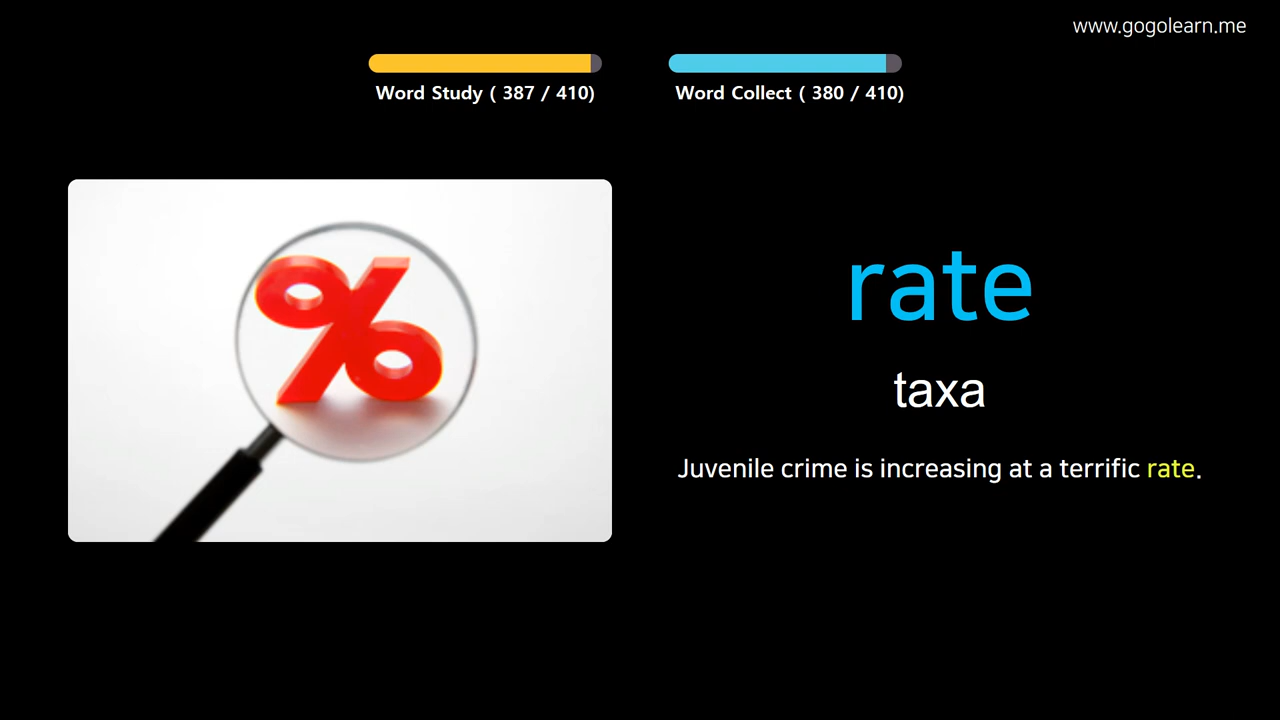 www.gogolearn.me
Word Study ( 387 / 410)
Word Collect ( 380 / 410)
%
rate
taxa
Juvenile crime is increasing at a terrific rate.